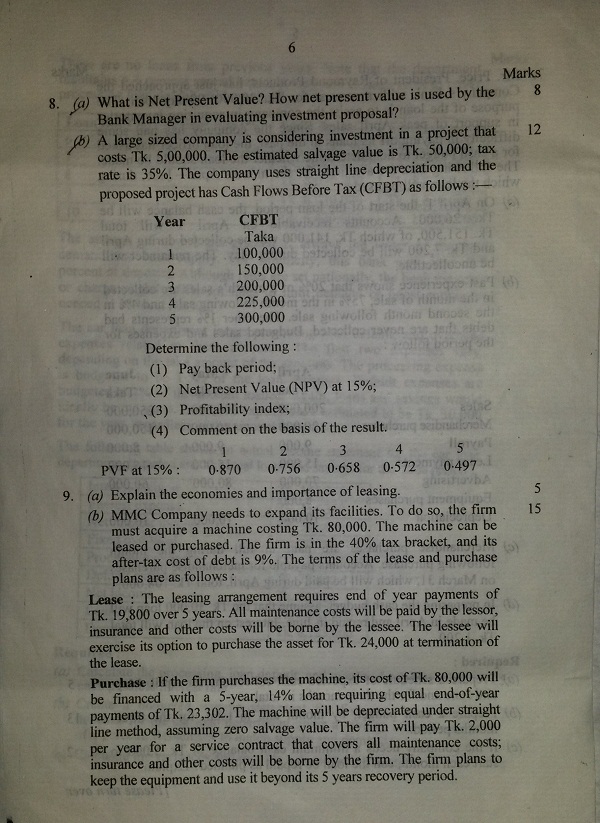 6
Marks
8. (a) What is Net Present Value? How net present value is used by the 8
Bank Manager in evaluating investment proposal?
(b) A large sized company is considering investment in a project that 12
costs Tk. 5,00,000. The estimated salvage value is Tk. 50,000; tax
rate is 35%. The company uses straight line depreciation and the
proposed project has Cash Flows Before Tax (CFBT) as follows :—
Year CFBT
Taka
1 100,000
2 150,000
3 200,000
4 225,000
5 300,000
Determine the following :
(1) Pay back period;
(2) Net Present Value (NPV) at 15%;
(3) Profitability index;
(4) Comment on the basis of the result.
1 2 3 4 5
PVF at 15% : 0·870 0·756 0·658 0·572 0·497
9. (a) Explain the economies and importance of leasing. 5
(b) MMC Company needs to expand its facilities. To do so, the firm 15
must acquire a machine costing Tk. 80,000. The machine can be
leased or purchased. The firm is in the 40% tax bracket, and its
after-tax cost of debt is 9%. The terms of the lease and purchase
plans are as follows :
Lease : The leasing arrangement requires end of year payments of
Tk. 19,800 over 5 years. All maintenance costs will be paid by the lessor,
insurance and other costs will be borne by the lessee. The lessee will
exercise its option to purchase the asset for Tk. 24,000 at termination of
the lease.
Purchase : If the firm purchases the machine, its cost of Tk. 80,000 will
be financed with a 5-year, 14% loan requiring equal end-of-year
payments of Tk. 23,302. The machine will be depreciated under straight
line method, assuming zero salvage value. The firm will pay Tk. 2,000
per year for a service contract that covers all maintenance costs;
insurance and other costs will be borne by the firm. The firm plans to
keep the equipment and use it beyond its 5 years recovery period.